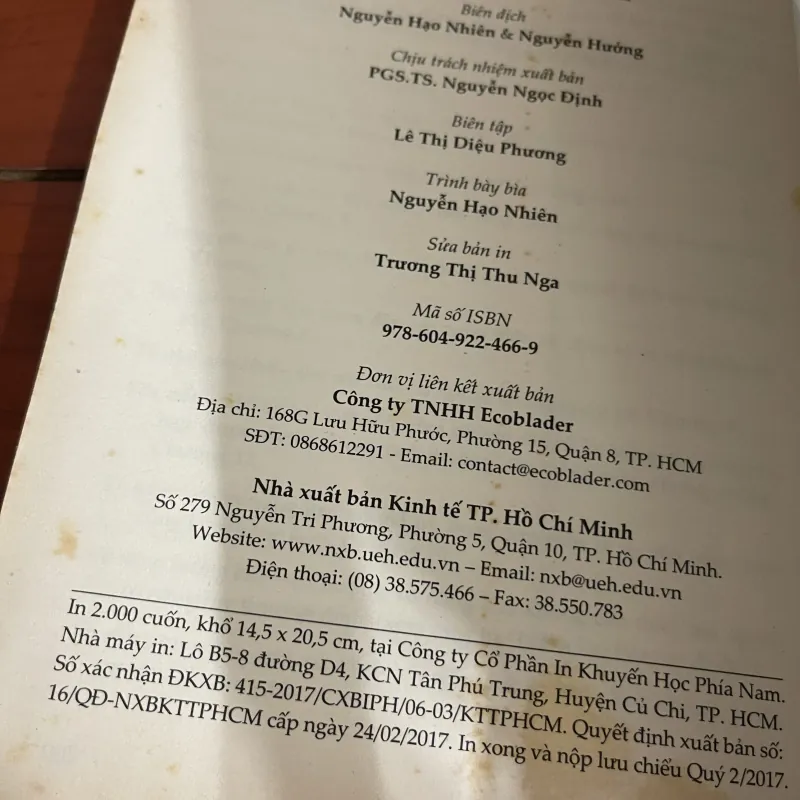 Biên dịch
Nguyễn Hạo Nhiên & Nguyễn Hướng
Chịu trách nhiệm xuất bản
PGS.TS. Nguyễn Ngọc Định
Biên tập
Lê Thị Diệu Phương
Trình bày bìa
Nguyễn Hạo Nhiên
Sửa bản in
Trương Thị Thu Nga
Mã số ISBN
978-604-922-466-9
Đơn vị liên kết xuất bản
Công ty TNHH Ecoblader
Địa chỉ: 168G Lưu Hữu Phước, Phường 15, Quận 8, TP. HCM
SĐT: 0868612291 - Email: contact@ecoblader.com
Nhà xuất bản Kinh tế TP. Hồ Chí Minh
Số 279 Nguyễn Tri Phương, Phường 5, Quận 10, TP. Hồ Chí Minh.
Website: www.nxb.ueh.edu.vn – Email: nxb@ueh.edu.vn
Điện thoại: (08) 38.575.466 – Fax: 38.550.783
In 2.000 cuốn, khổ 14,5 x 20,5 cm, tại Công ty Cổ Phần In Khuyến Học Phía Nam.
Nhà máy in: Lô B5-8 đường D4, KCN Tân Phú Trung, Huyện Củ Chi, TP. HCM.
Số xác nhận ĐKXB: 415-2017/CXBIPH/06-03/KTTPHCM. Quyết định xuất bản số:
16/QĐ-NXBKTTPHCM cấp ngày 24/02/2017. In xong và nộp lưu chiểu Quý 2/2017.